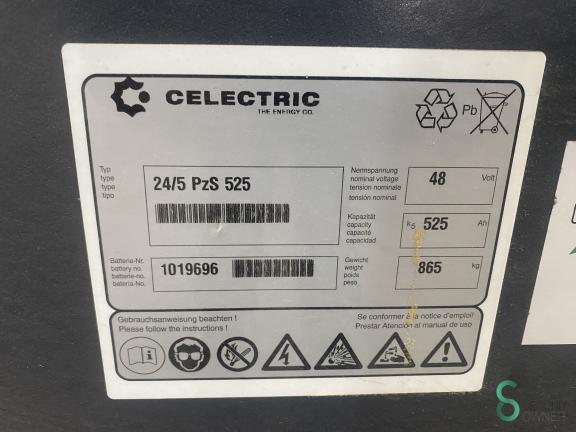 CELECTRIC
THE ENERGY CO.
Pb
Typ
type
type
tipo
24/5 PzS 525
Nennspannung
nominal voltage
tension nominale
tensión nominal
48 Volt
Kapazität
capacity
capacité
capacidad
k5 525 Ah
Batterie-Nr.
battery no.
batterie-no.
bateria-No.
1019696
Gewicht
weight
poids
peso
865 kg
Gebrauchsanweisung beachten !
Please follow the instructions !
Se conformer à la notice d'emploi!
Prestar Atención al manual de uso
i
OWNER